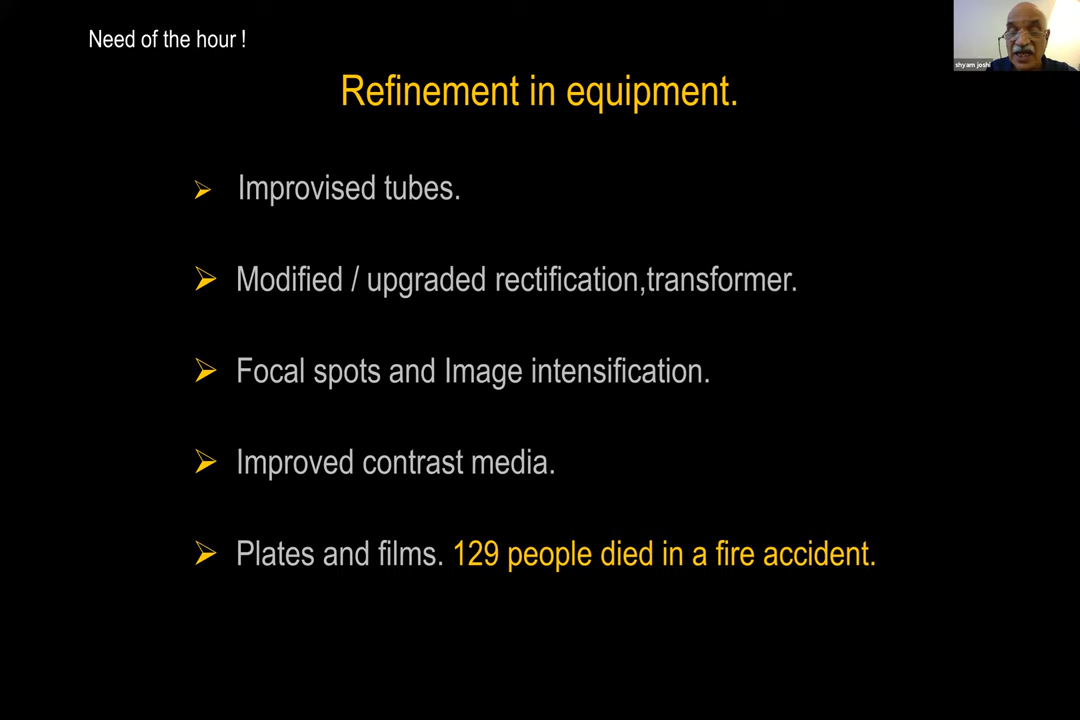 Need of the hour !
shyam joshi
Refinement in equipment.
Improvised tubes.
Modified / upgraded rectification,transformer.
Focal spots and Image intensification.
Improved contrast media.
Plates and films. 129 people died in a fire accident.